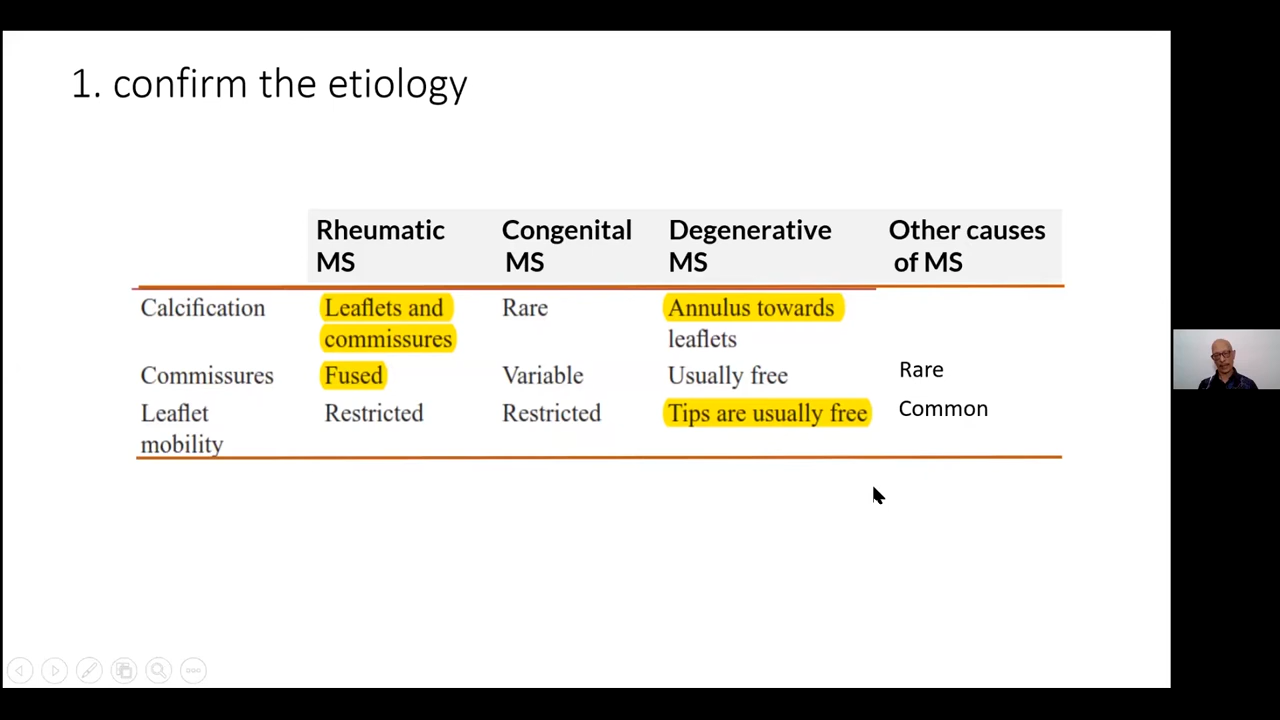 1. confirm the etiology
Rheumatic MS
Congenital MS
Degenerative MS
Other causes of MS
Calcification
Leaflets and commissures
Rare
Annulus towards leaflets
Commissures
Fused
Variable
Usually free
Rare
Leaflet mobility
Restricted
Restricted
Tips are usually free
Common